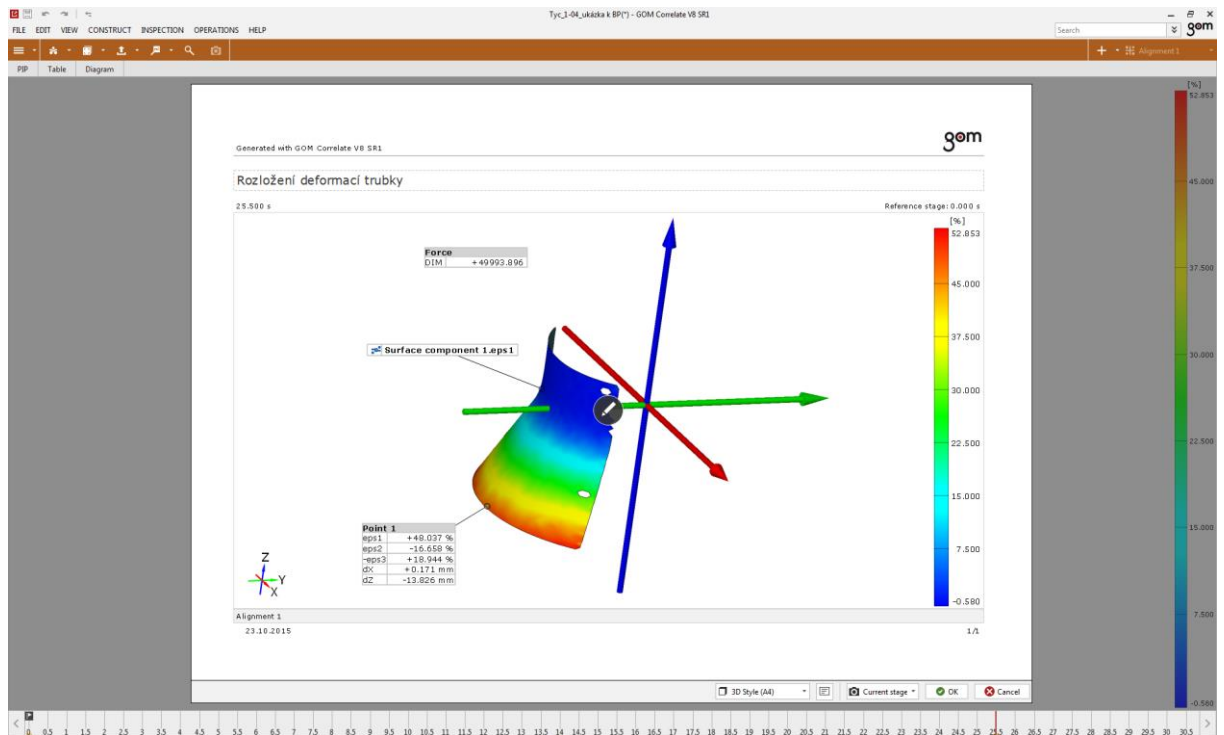 Tyc_1-04_ukázka k BP(*) - GOM Correlate V8 SR1
FILE EDIT VIEW CONSTRUCT INSPECTION OPERATIONS HELP
Search
gom
Alignment 1
PIP Table Diagram
[%]
52.853
45.000
37.500
30.000
22.500
15.000
7.500
-0.580
Generated with GOM Correlate V8 SR1
gom
Rozložení deformací trubky
25.500 s
Reference stage: 0.000 s
Force
DIM +49993.896
Surface component 1.eps1
Point 1
eps1 +48.037 %
eps2 -16.658 %
-eps3 +18.944 %
dX +0.171 mm
dZ -13.826 mm
Z
Y
X
[%]
52.853
45.000
37.500
30.000
22.500
15.000
7.500
-0.580
Alignment 1
23.10.2015
1/1
3D Style (A4) Current stage OK Cancel
0 0.5 1 1.5 2 2.5 3 3.5 4 4.5 5 5.5 6 6.5 7 7.5 8 8.5 9 9.5 10 10.5 11 11.5 12 12.5 13 13.5 14 14.5 15 15.5 16 16.5 17 17.5 18 18.5 19 19.5 20 20.5 21 21.5 22 22.5 23 23.5 24 24.5 25 25.5 26 26.5 27 27.5 28 28.5 29 29.5 30 30.5